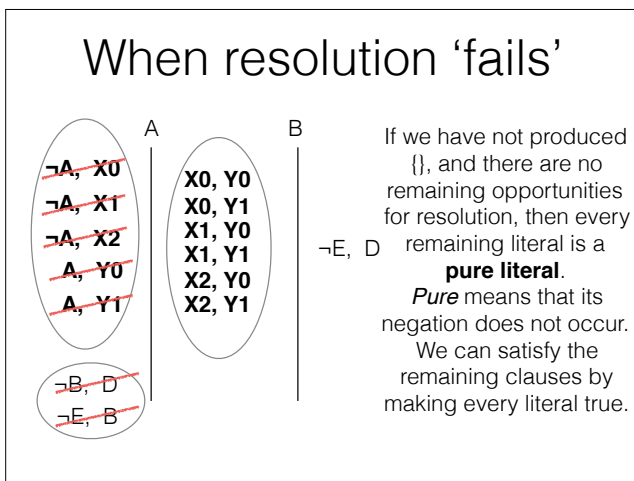 When resolution ‘fails’
A
¬A, X0
¬A, X1
¬A, X2
A, Y0
A, Y1
¬B, D
¬E, B
X0, Y0
X0, Y1
X1, Y0
X1, Y1
X2, Y0
X2, Y1
B
¬E, D
If we have not produced
{}, and there are no
remaining opportunities
for resolution, then every
remaining literal is a
pure literal.
Pure means that its
negation does not occur.
We can satisfy the
remaining clauses by
making every literal true.